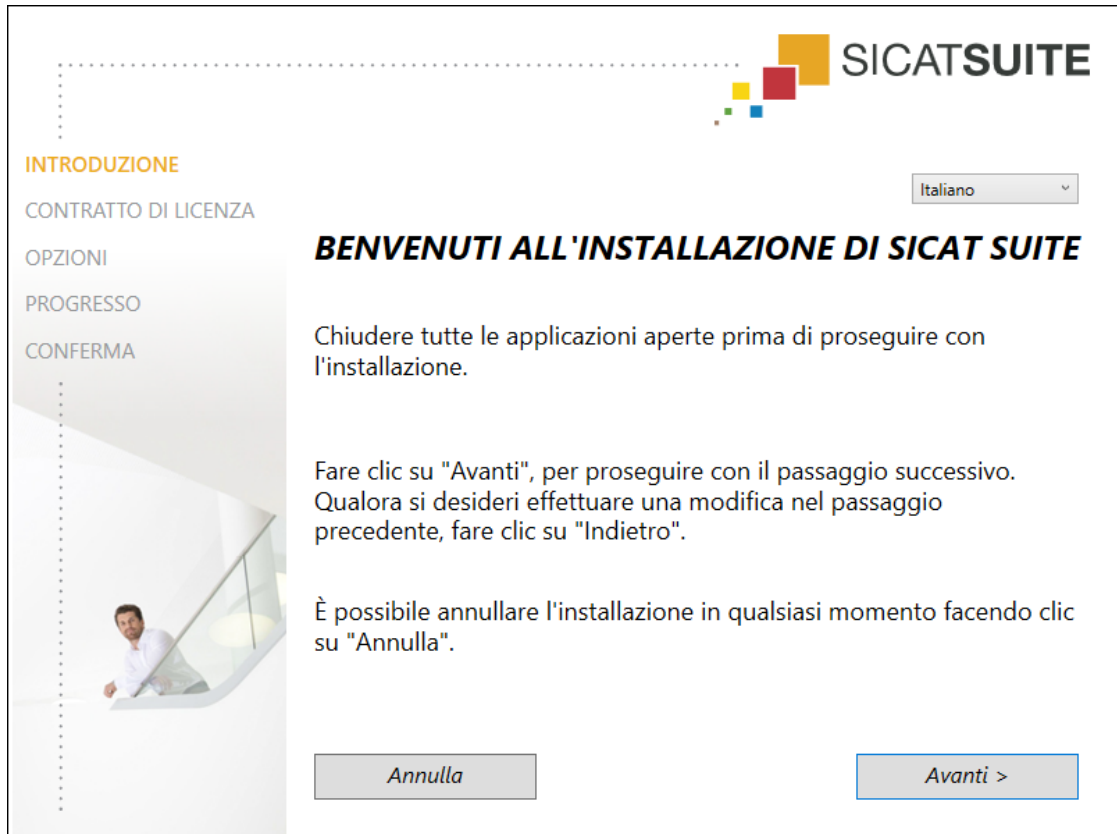 SICATSUITE
INTRODUZIONE
CONTRATTO DI LICENZA
OPZIONI
PROGRESSO
CONFERMA
Italiano
BENVENUTI ALL'INSTALLAZIONE DI SICAT SUITE
Chiudere tutte le applicazioni aperte prima di proseguire con
l'installazione.
Fare clic su "Avanti", per proseguire con il passaggio successivo.
Qualora si desideri effettuare una modifica nel passaggio
precedente, fare clic su "Indietro".
È possibile annullare l'installazione in qualsiasi momento facendo clic
su "Annulla".
Annulla
Avanti >